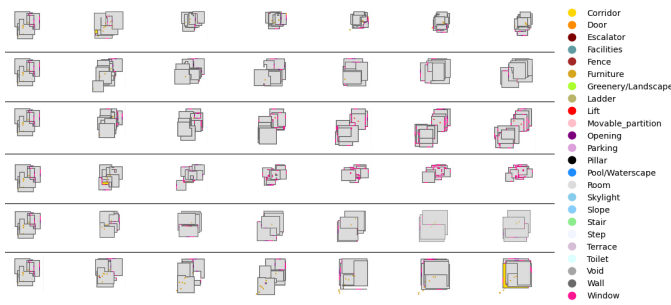 Corridor
Door
Escalator
Facilities
Fence
Furniture
Greenery/Landscape
Ladder
Lift
Movable_partition
Opening
Parking
Pillar
Pool/Waterscape
Room
Skylight
Slope
Stair
Step
Terrace
Toilet
Void
Wall
Window